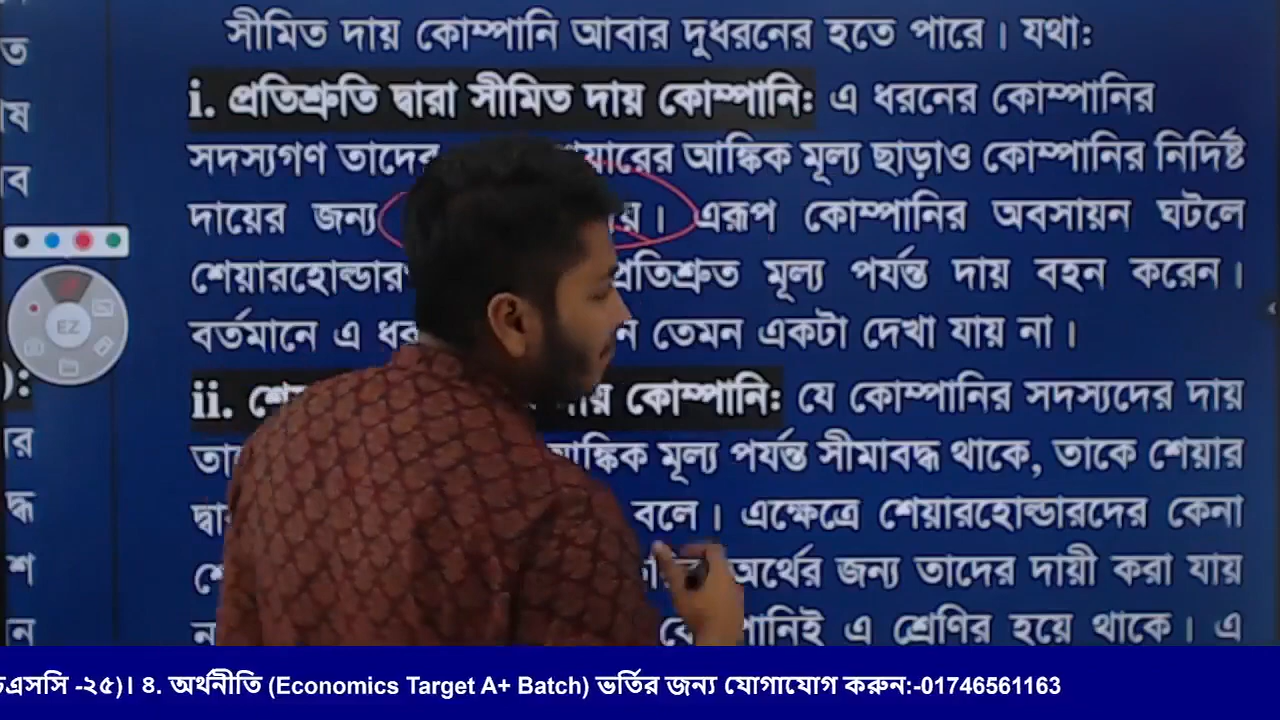 সীমিত দায় কোম্পানি আবার দুধরনের হতে পারে। যথা:
i. প্রতিশ্রুতি দ্বারা সীমিত দায় কোম্পানি: এ ধরনের কোম্পানির
সদস্যগণ তাদের আঙ্কিক মূল্য ছাড়াও কোম্পানির নির্দিষ্ট
দায়ের জন্য এরূপ কোম্পানির অবসায়ন ঘটলে
প্রতিশ্রুত মূল্য পর্যন্ত দায় বহন করেন।
বর্তমানে এ তেমন একটা দেখা যায় না।
ii. দায় কোম্পানি: যে কোম্পানির সদস্যদের দায়
আঙ্কিক মূল্য পর্যন্ত সীমাবদ্ধ থাকে, তাকে শেয়ার
বলে। এক্ষেত্রে শেয়ারহোল্ডারদের কেনা
অর্থের জন্য তাদের দায়ী করা যায়
এ শ্রেণির হয়ে থাকে। এ
EZ
-২৫)। ৪. অর্থনীতি (Economics Target A+ Batch) ভর্তির জন্য যোগাযোগ করুন:-01746561163